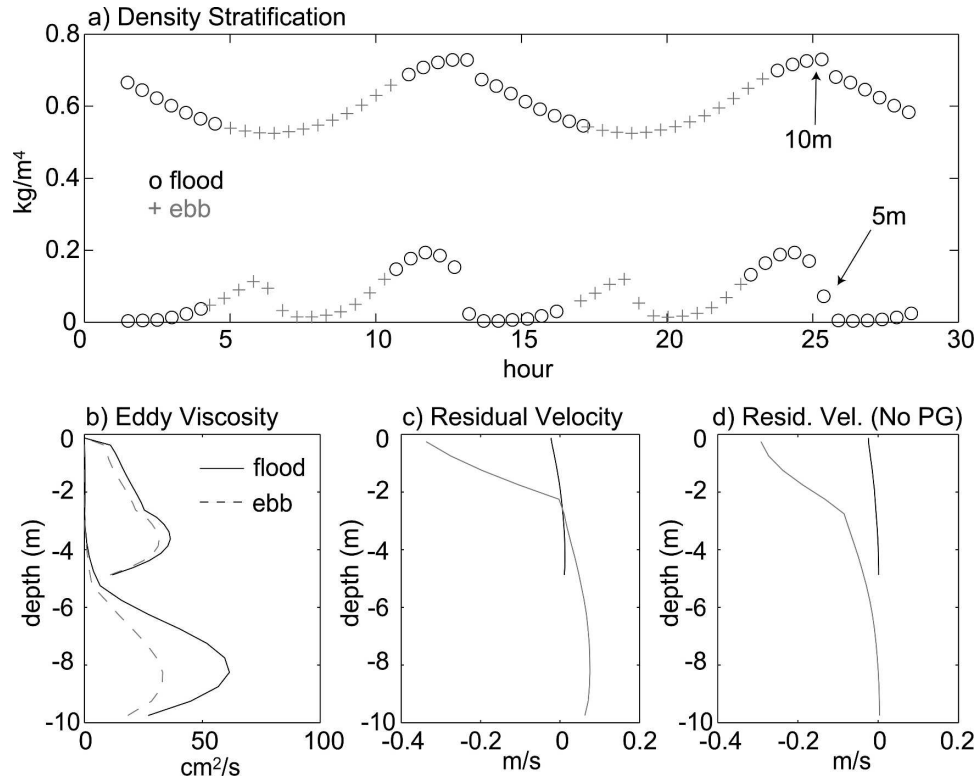 a) Density Stratification
0.8
0.6
0.4
0.2
0
kg/m⁴
o flood
+ ebb
10m
5m
0 5 10 15 20 25 30
hour
b) Eddy Viscosity
0
-2
-4
-6
-8
-10
depth (m)
flood
ebb
0 50 100
cm²/s
c) Residual Velocity
0
-2
-4
-6
-8
-10
depth (m)
-0.4 -0.2 0 0.2
m/s
d) Resid. Vel. (No PG)
0
-2
-4
-6
-8
-10
depth (m)
-0.4 -0.2 0 0.2
m/s